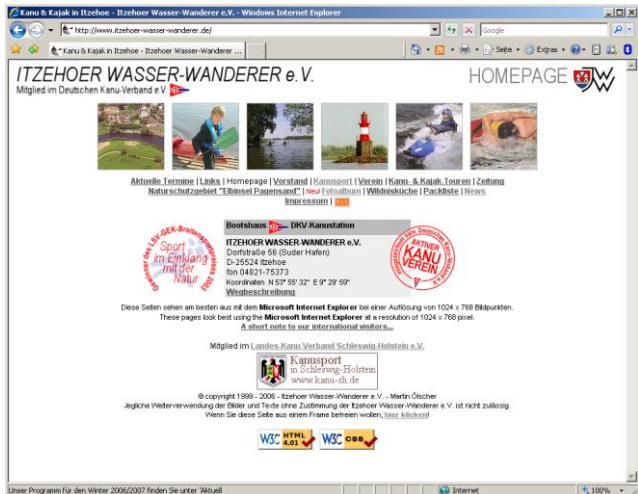 Kanu & Kajak in Itzehoe - Itzehoer Wasser-Wanderer e.V. - Windows Internet Explorer
http://www.itzehoer-wasser-wanderer.de/
Google
Kanu & Kajak in Itzehoe - Itzehoer Wasser-Wanderer ...
Seite
Extras
ITZEHOER WASSER-WANDERER e.V.
HOMEPAGE
Mitglied im Deutschen Kanu-Verband e.V.
Aktuelle Termine | Links | Homepage | Vorstand | Kanusport | Verein | Kanu- & Kajak-Touren | Zeitung
Naturschutzgebiet "Elbinsel Pagensand" | Neu! Fotoalbum | Wildnisküche | Packliste | News
Impressum | RSS
Bootshaus DKV-Kanustation
ITZEHOER WASSER-WANDERER e.V.
Dorfstraße 56 (Suder Hafen)
D-25524 Itzehoe
fon 04821-75373
Koordinaten N 53° 55' 32" E 9° 29' 59"
Wegbeschreibung
Gewinner des LSV-GEK-Breitensportpreises 2003
Sport
im Einklang
mit der
Natur
AKTIVER
KANU
VEREIN
Diese Seiten sehen am besten aus mit dem Microsoft Internet Explorer bei einer Auflösung von 1024 x 768 Bildpunkten.
These pages look best using the Microsoft Internet Explorer at a resolution of 1024 x 768 pixel.
A short note to our international visitors...
Mitglied im Landes-Kanu-Verband Schleswig-Holstein e.V.
Kanusport
in Schleswig-Holstein
www.kanu-sh.de
© copyright 1999 - 2006 - Itzehoer Wasser-Wanderer e.V. - Martin Ölscher
Jegliche Weiterverwendung der Bilder und Texte ohne Zustimmung der Itzehoer Wasser-Wanderer e.V. ist nicht zulässig.
Wenn Sie diese Seite aus einem Frame befreien wollen, hier klicken!
W3C HTML 4.01
W3C CSS
Unser Programm für den Winter 2006/2007 finden Sie unter 'Aktuell
Internet
100%